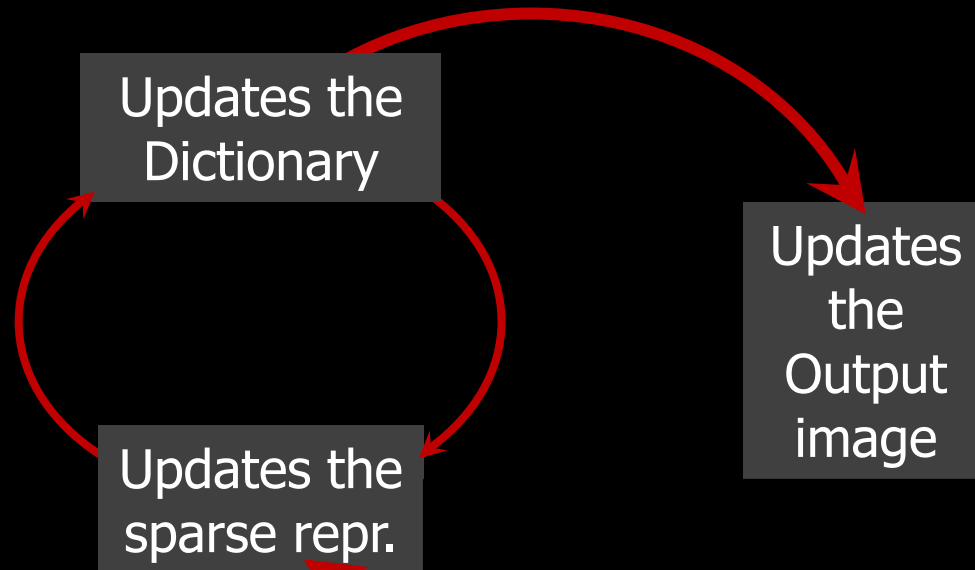 Updates the
Dictionary
Updates
the
Output
image
Updates the
sparse repr.